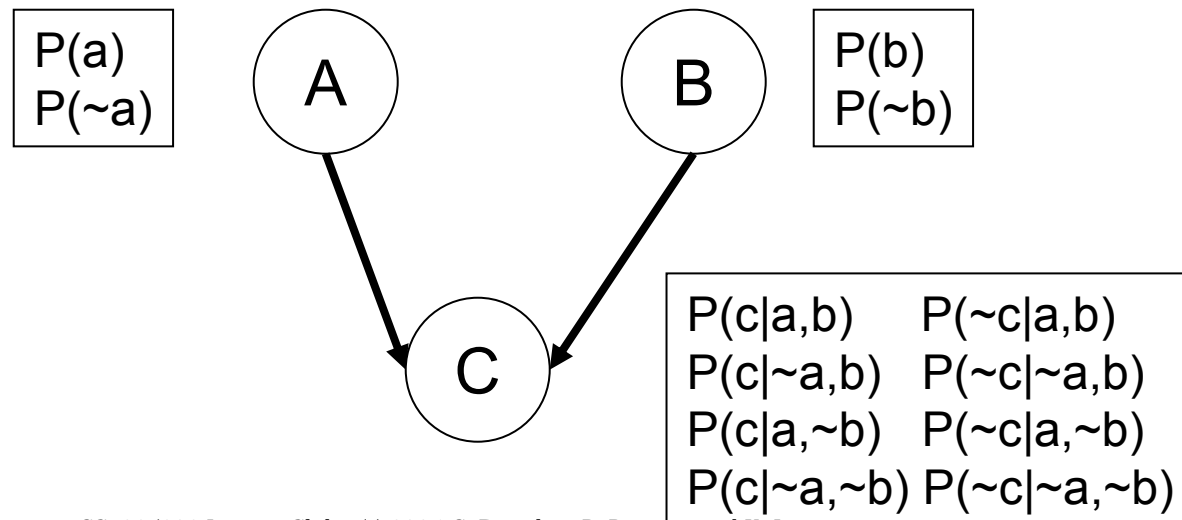 P(a)
P(~a)
A
B
P(b)
P(~b)
C
P(c|a,b) P(~c|a,b)
P(c|~a,b) P(~c|~a,b)
P(c|a,~b) P(~c|a,~b)
P(c|~a,~b) P(~c|~a,~b)